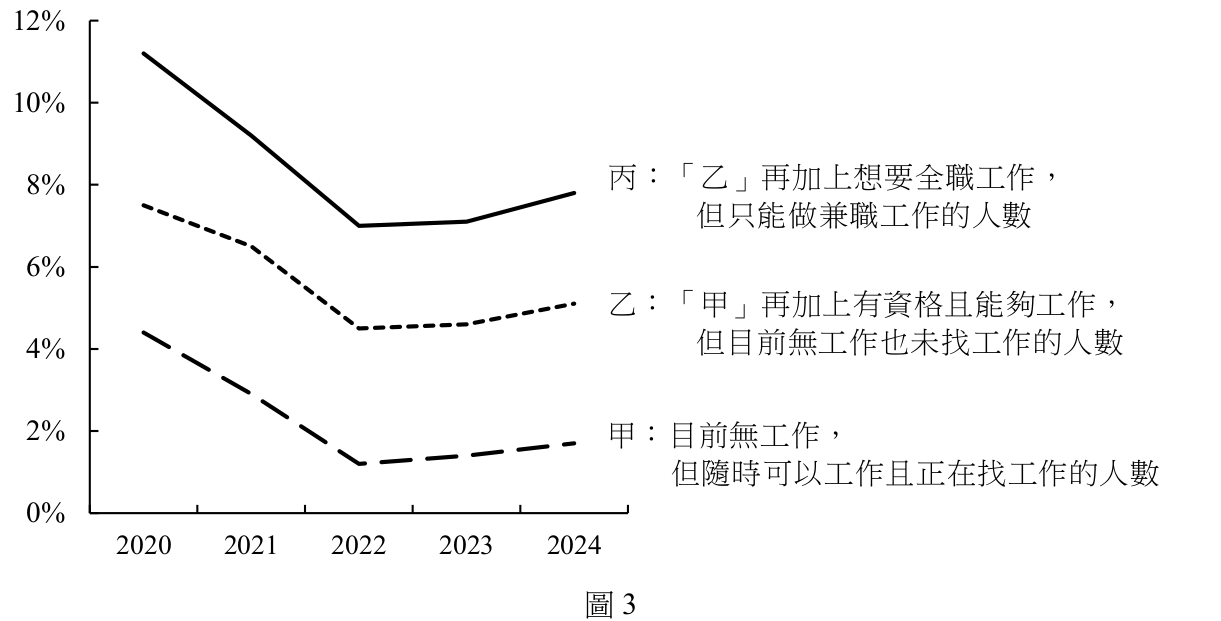 12%
10%
8%
6%
4%
2%
0%
2020 2021 2022 2023 2024
丙：「乙」再加上想要全職工作，
但只能做兼職工作的人數
乙：「甲」再加上有資格且能夠工作，
但目前無工作也未找工作的人數
甲：目前無工作，
但隨時可以工作且正在找工作的人數
圖 3